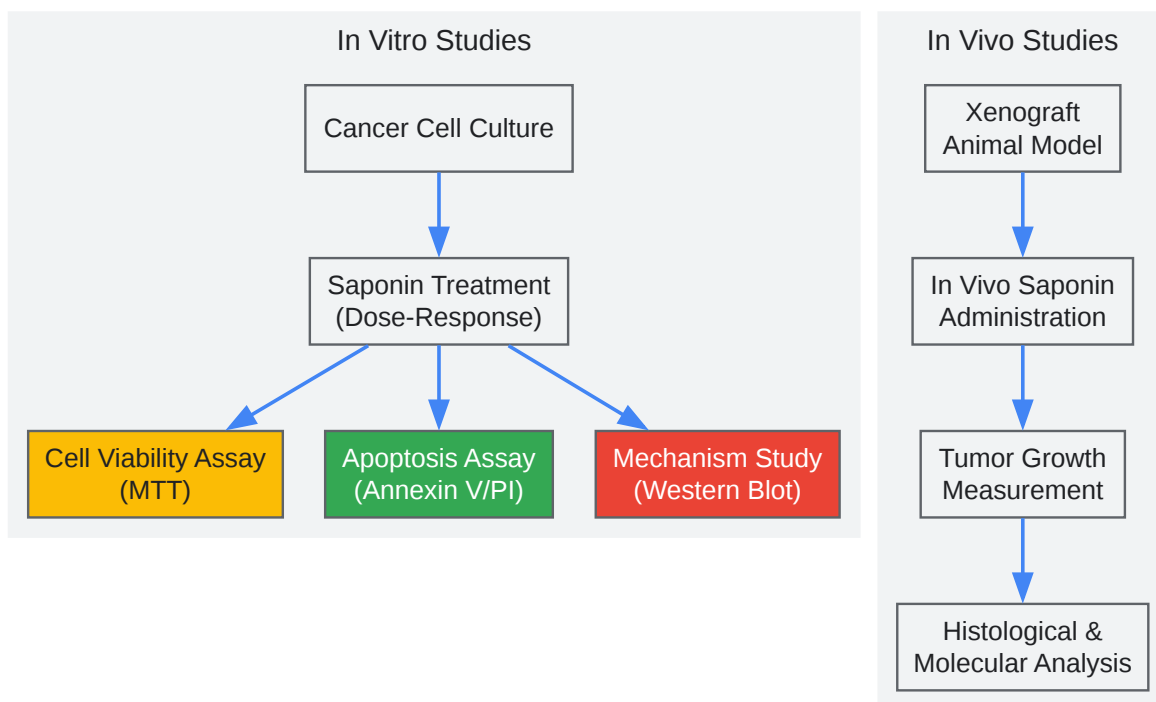 In Vitro Studies
Cancer Cell Culture
Saponin Treatment
(Dose-Response)
Cell Viability Assay
(MTT)
Apoptosis Assay
(Annexin V/PI)
Mechanism Study
(Western Blot)
In Vivo Studies
Xenograft
Animal Model
In Vivo Saponin
Administration
Tumor Growth
Measurement
Histological &
Molecular Analysis